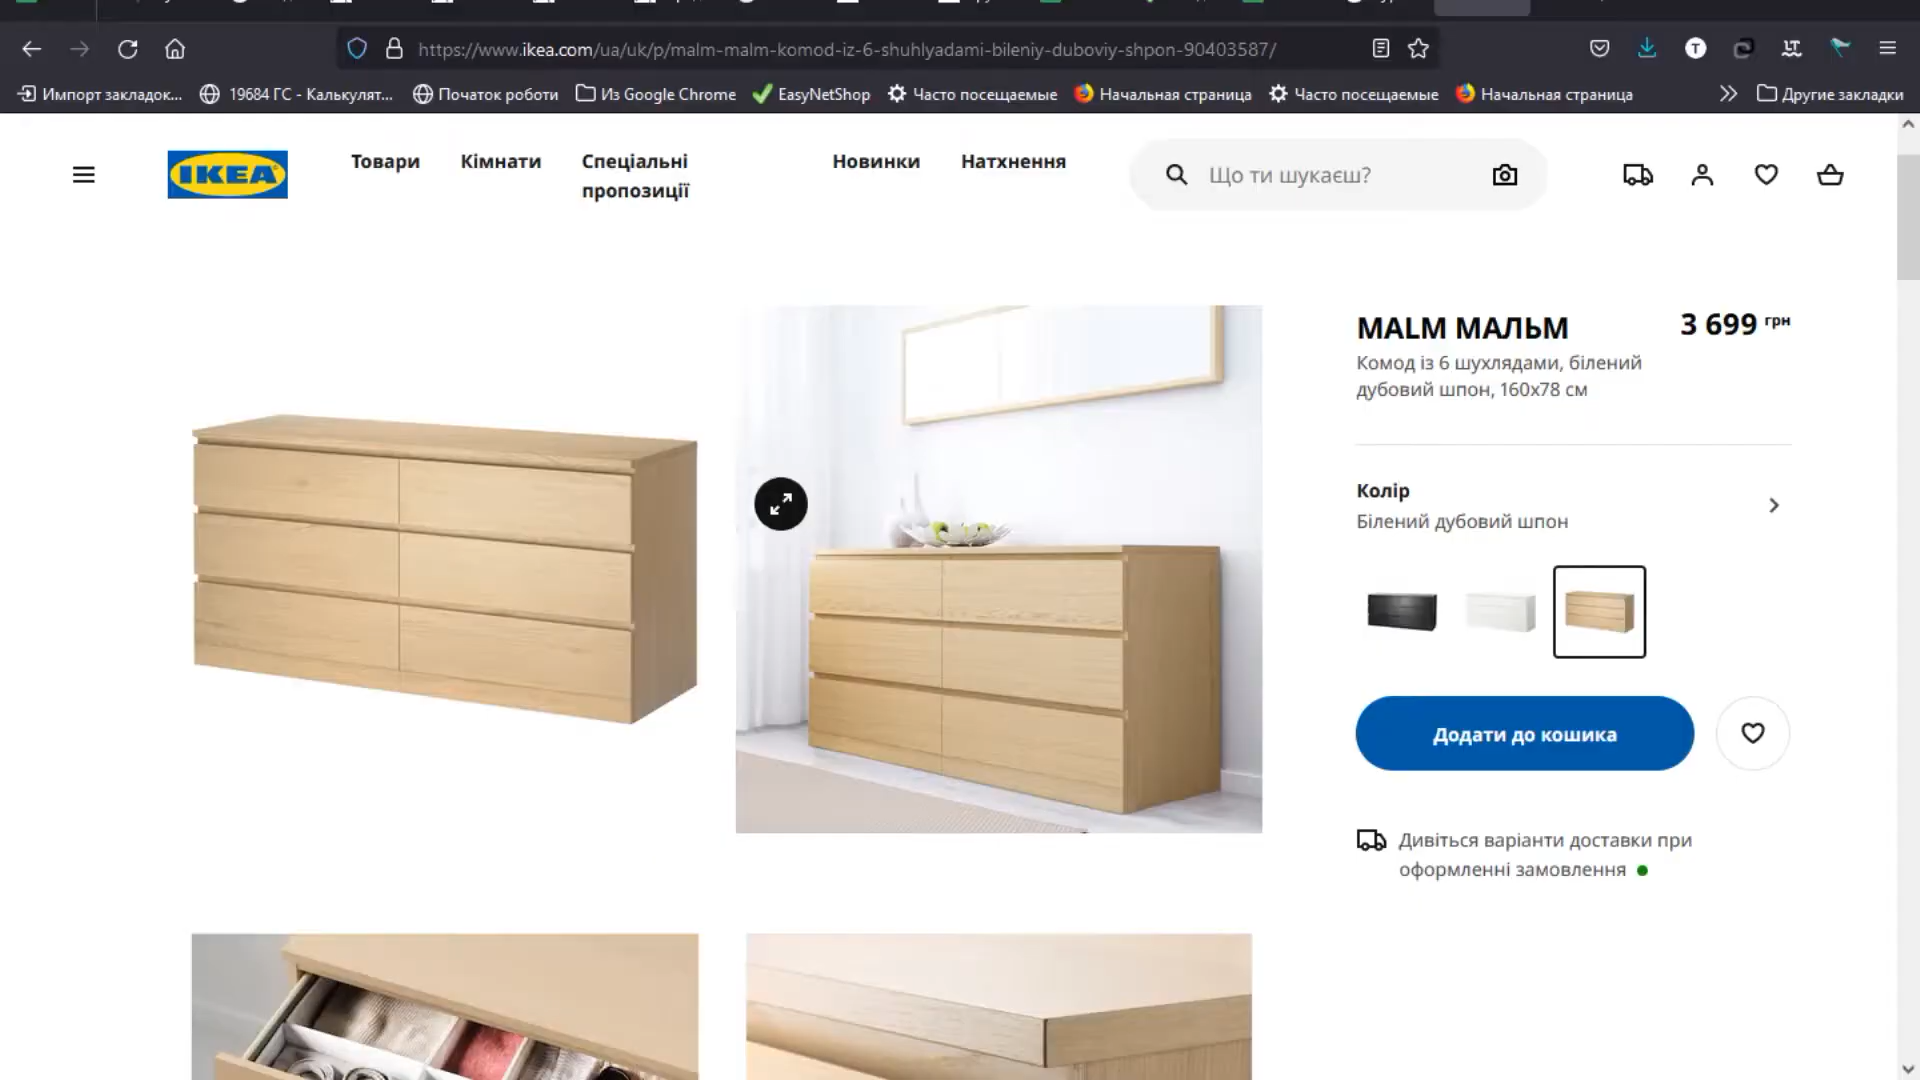 https://www.ikea.com/ua/uk/p/malm-malm-komod-iz-6-shuhlyadami-bileniy-duboviy-shpon-90403587/
Импорт закладок... 19684 ГС - Калькулят... Початок роботи Из Google Chrome EasyNetShop Часто посещаемые Начальная страница Часто посещаемые Начальная страница Другие закладки
IKEA
Товари Кімнати Спеціальні пропозиції Новинки Натхнення Що ти шукаєш?
MALM МАЛЬМ 3 699 грн
Комод із 6 шухлядами, білений
дубовий шпон, 160x78 см
Колір
Білений дубовий шпон
Додати до кошика
Дивіться варіанти доставки при
оформленні замовлення